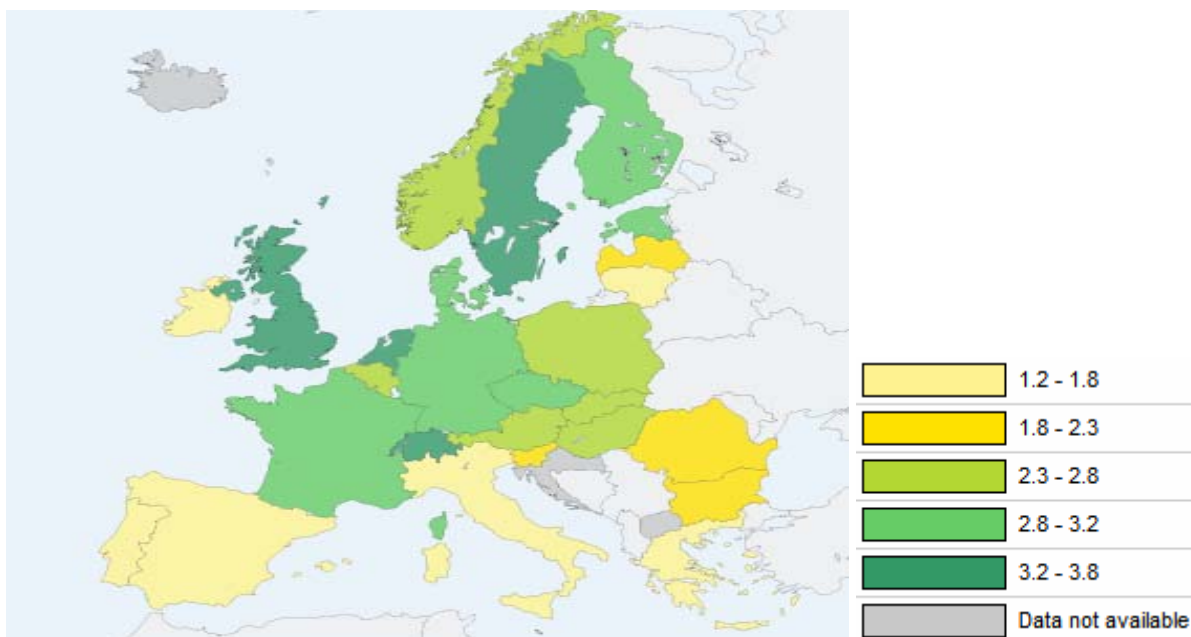 1.2 - 1.8
1.8 - 2.3
2.3 - 2.8
2.8 - 3.2
3.2 - 3.8
Data not available